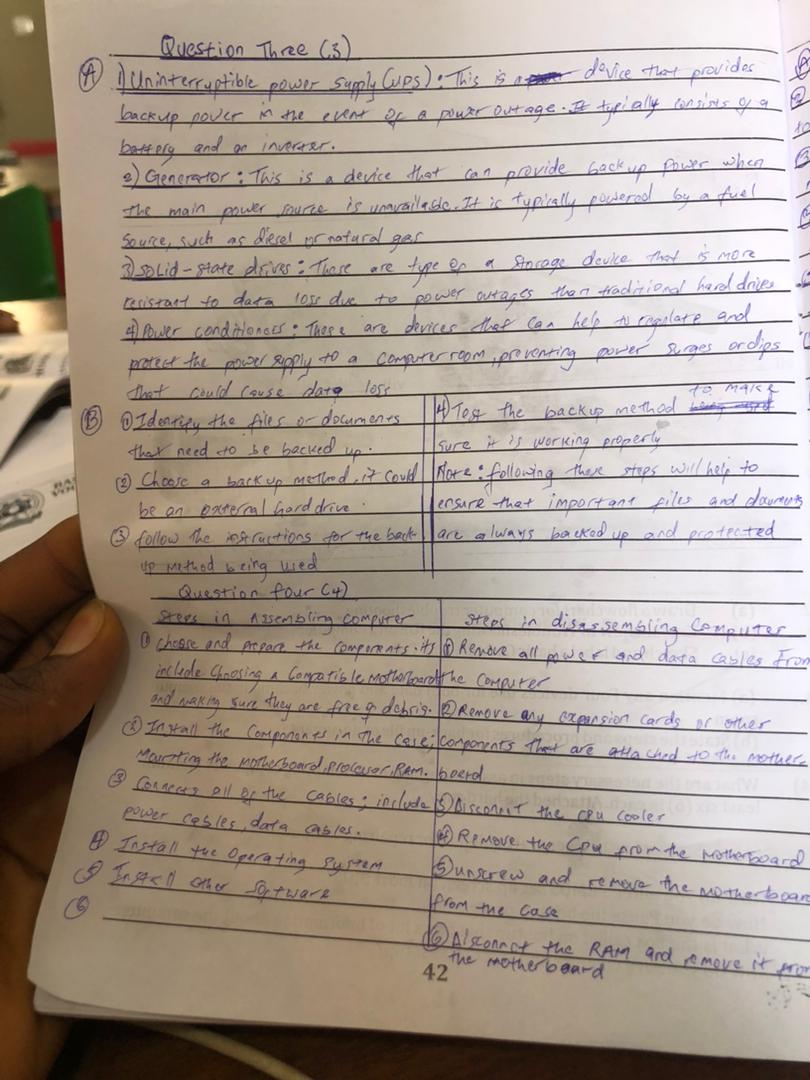 Question Three (3)
A 1) Uninterruptible power supply (UPS): This is a device that provides
backup power in the event of a power outage. It typically consists of a
battery and an inverter.
2) Generator: This is a device that can provide back up power when
the main power source is unavailable. It is typically powered by a fuel
source, such as diesel or natural gas
3) Solid-state drives: These are type of a storage device that is more
resistant to data loss due to power outages than traditional hard drives
4) Power conditioners: These are devices that can help to regulate and
protect the power supply to a computer room, preventing power surges or dips
that could cause data loss
B ① Identify the files or documents
that need to be backed up.
② Choose a back up method, it could
be an external hard drive.
③ follow the instructions for the back-
up method being used
4) Test the backup method to make
sure it is working properly
Note: following these steps will help to
ensure that important files and documents
are always backed up and protected
Question four (4)
Steps in Assembling computer
① Choose and prepare the components. its
include choosing a compatible motherboard
and making sure they are free of debris.
② Install the components in the case;
Mounting the motherboard, processor, RAM.
③ Connects all of the cables; include
power cables, data cables.
④ Install the operating system
⑤ Install other software
⑥
Steps in disassembling Computer
① Remove all power and data cables from
the computer
② Remove any expansion cards or other
components that are attached to the mother
board
③ Disconnct the cpu cooler
④ Remove the Cpu from the motherboard
⑤ unscrew and remove the motherboard
from the case
⑥ Disconnct the RAM and remove it from
the motherboard
42